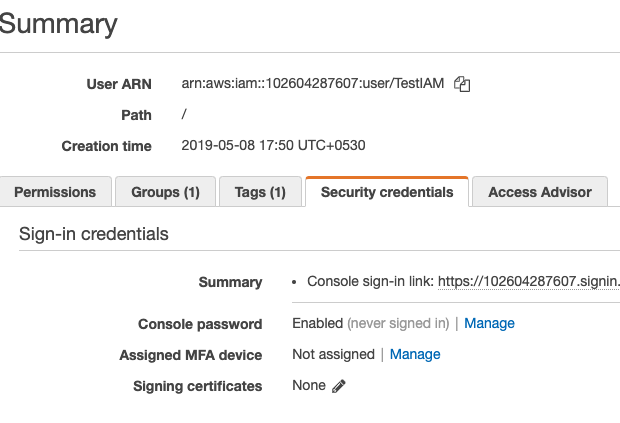 Summary
User ARN arn:aws:iam::102604287607:user/TestIAM
Path /
Creation time 2019-05-08 17:50 UTC+0530
Permissions Groups (1) Tags (1) Security credentials Access Advisor
Sign-in credentials
Summary • Console sign-in link: https://102604287607.signin.
Console password Enabled (never signed in) | Manage
Assigned MFA device Not assigned | Manage
Signing certificates None